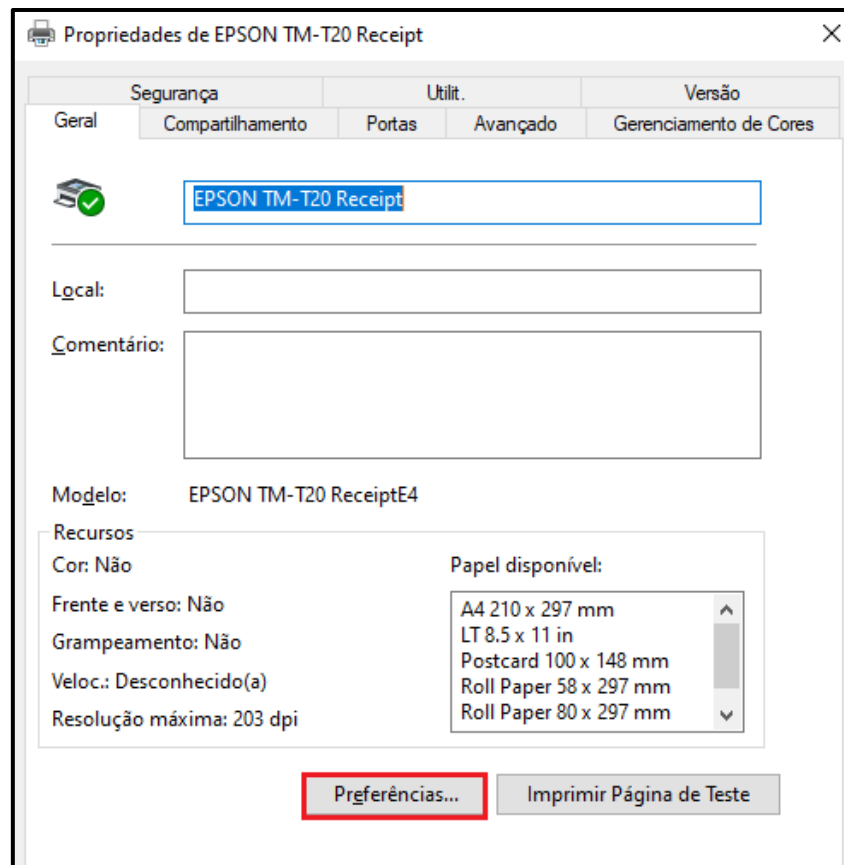 Propriedades de EPSON TM-T20 Receipt
Segurança Utilit. Versão
Geral Compartilhamento Portas Avançado Gerenciamento de Cores
EPSON TM-T20 Receipt
Local:
Comentário:
Modelo: EPSON TM-T20 ReceiptE4
Recursos
Cor: Não
Frente e verso: Não
Grampeamento: Não
Veloc.: Desconhecido(a)
Resolução máxima: 203 dpi
Papel disponível:
A4 210 x 297 mm
LT 8.5 x 11 in
Postcard 100 x 148 mm
Roll Paper 58 x 297 mm
Roll Paper 80 x 297 mm
Preferências... Imprimir Página de Teste